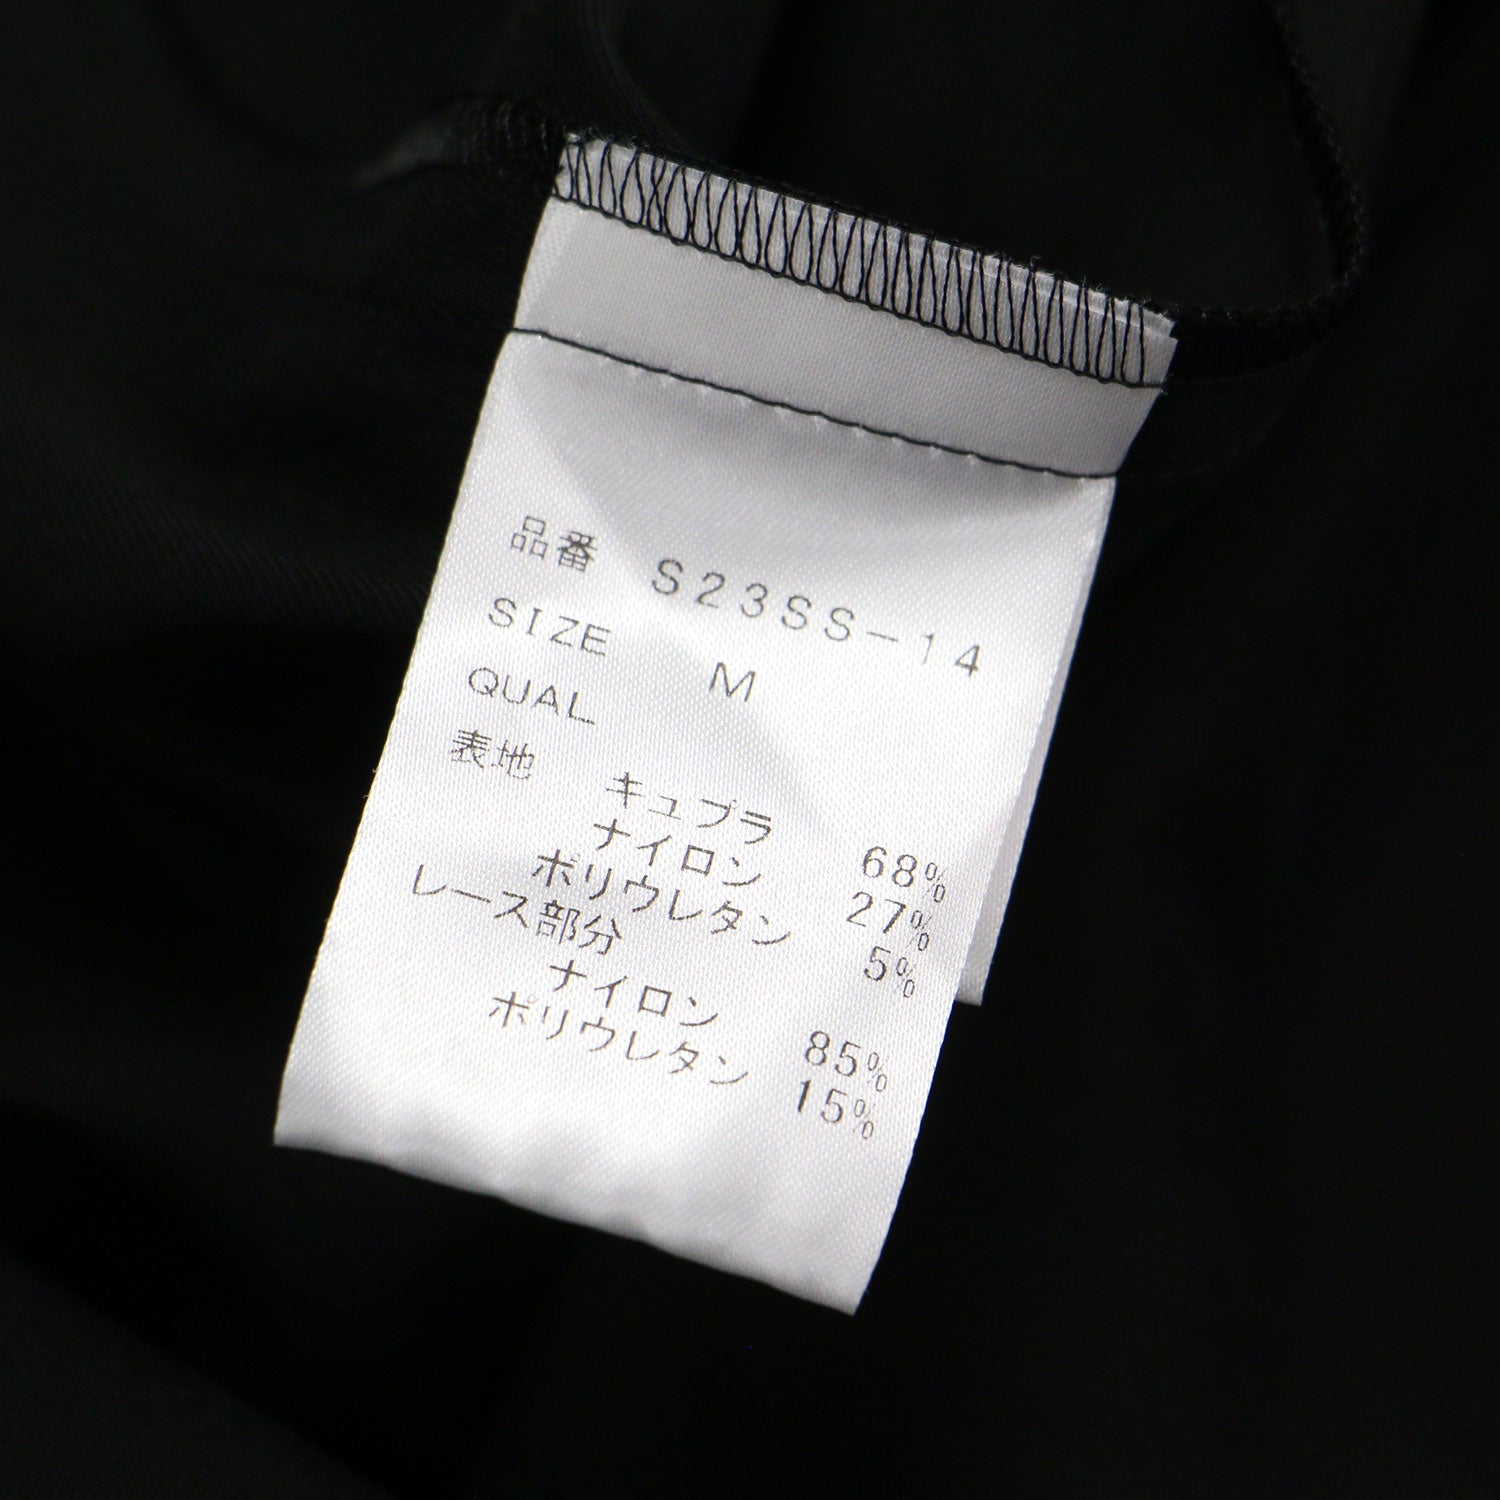 品番 S23SS-14
SIZE M
QUAL
表地 キュプラ 68%
ナイロン 27%
ポリウレタン 5%
レース部分
ナイロン 85%
ポリウレタン 15%